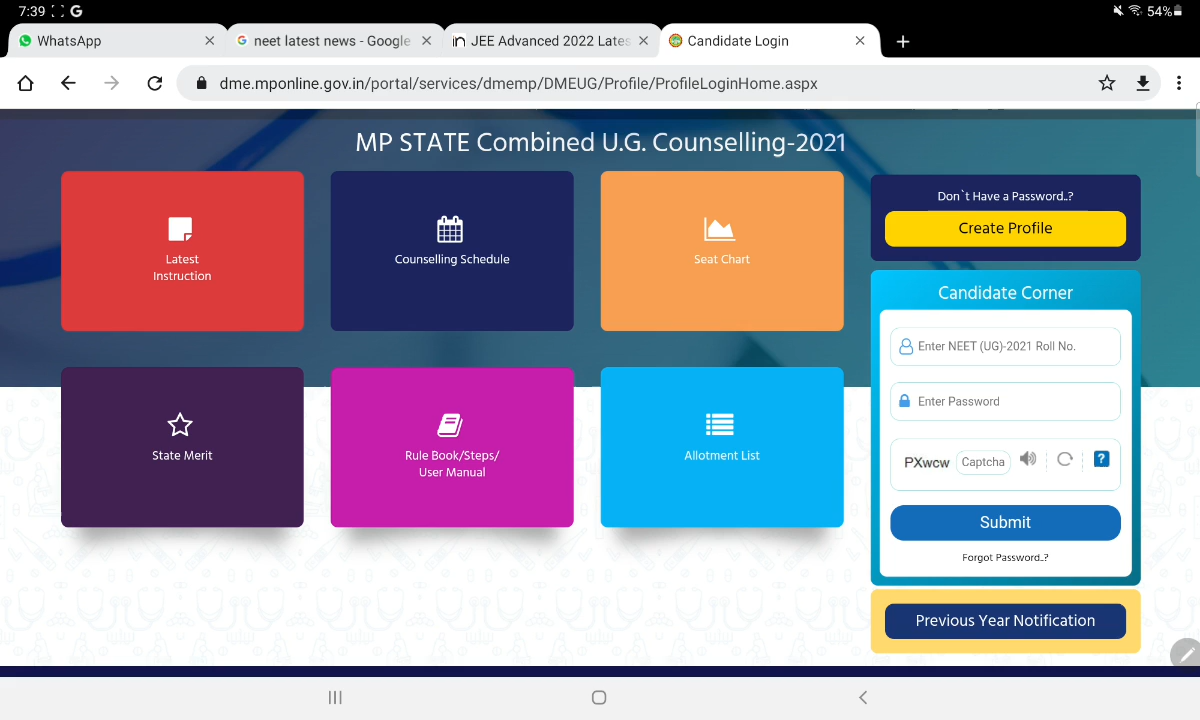 7:39 G 54%
WhatsApp
neet latest news - Google
JEE Advanced 2022 Lates
Candidate Login
dme.mponline.gov.in/portal/services/dmemp/DMEUG/Profile/ProfileLoginHome.aspx
MP STATE Combined U.G. Counselling-2021
Latest
Instruction
Counselling Schedule
Seat Chart
State Merit
Rule Book/Steps/
User Manual
Allotment List
Don`t Have a Password..?
Create Profile
Candidate Corner
Enter NEET (UG)-2021 Roll No.
Enter Password
PXwcw Captcha ?
Submit
Forgot Password..?
Previous Year Notification